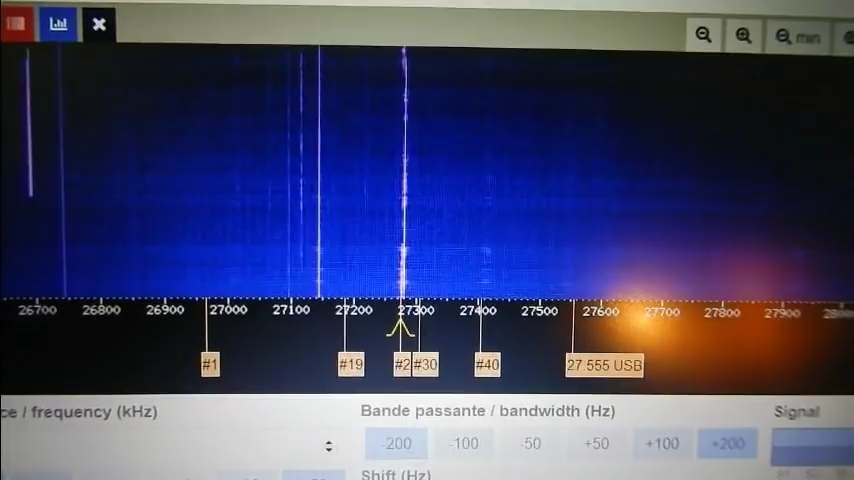 min
26700 26800 26900 27000 27100 27200 27300 27400 27500 27600 27700 27800 27900
#1 #19 #2 #30 #40 27 555 USB
ce / frequency (kHz) Bande passante / bandwidth (Hz) Signal
-200 -100 -50 +50 +100 +200
Shift (Hz)